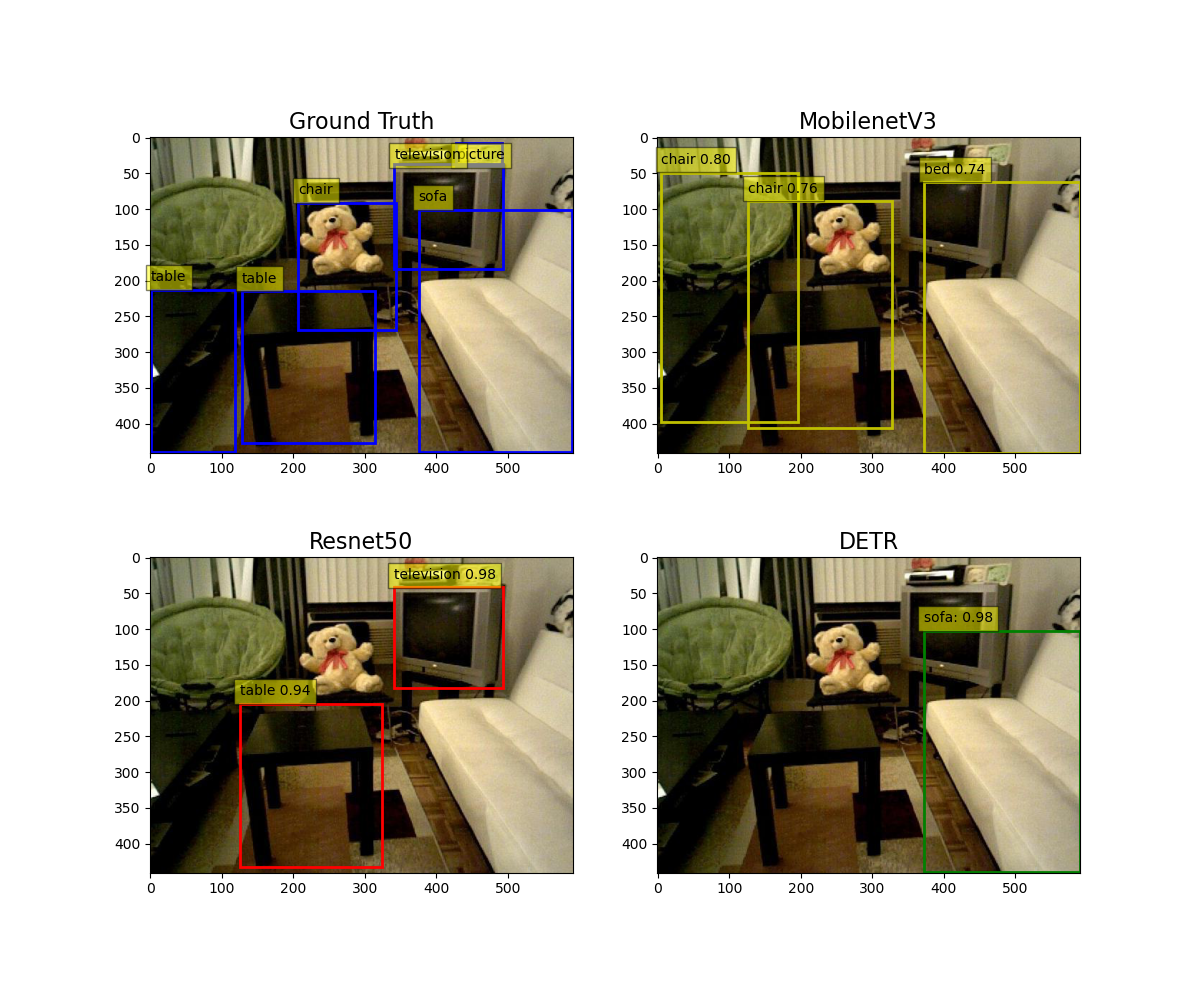 Ground Truth
MobilenetV3
0
50
100
150
200
250
300
350
400
0 100 200 300 400 500
television picture
chair
sofa
table
table
0
50
100
150
200
250
300
350
400
0 100 200 300 400 500
chair 0.80
chair 0.76
bed 0.74
Resnet50
DETR
0
50
100
150
200
250
300
350
400
0 100 200 300 400 500
television 0.98
table 0.94
0
50
100
150
200
250
300
350
400
0 100 200 300 400 500
sofa: 0.98